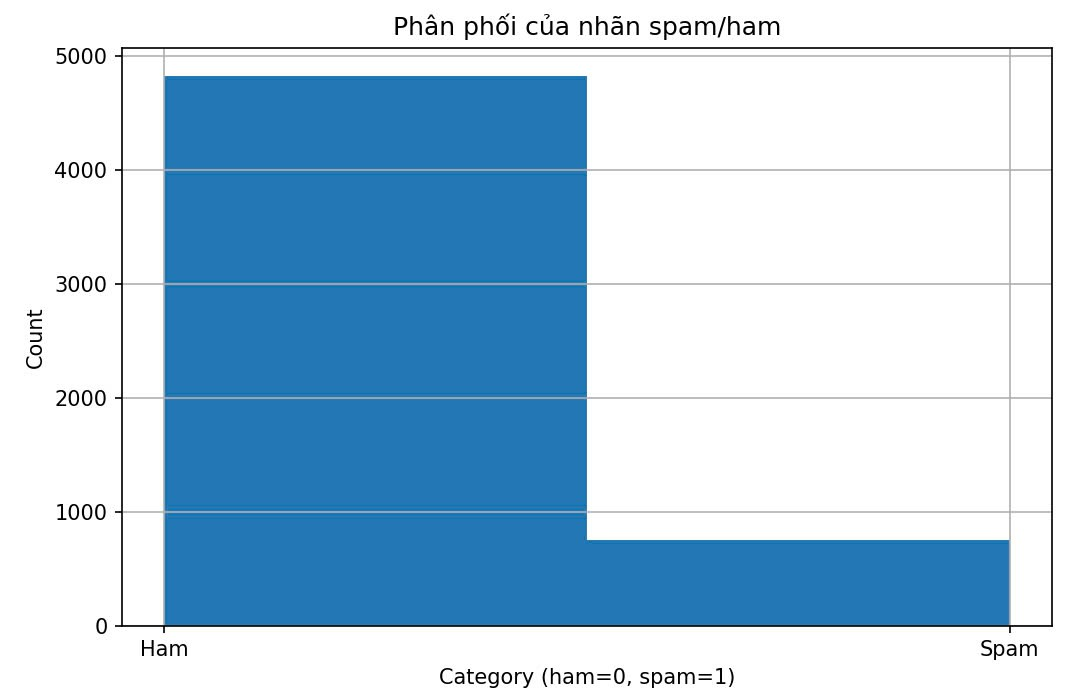 Phân phối của nhãn spam/ham
5000
4000
3000
2000
1000
0
Count
Ham
Spam
Category (ham=0, spam=1)